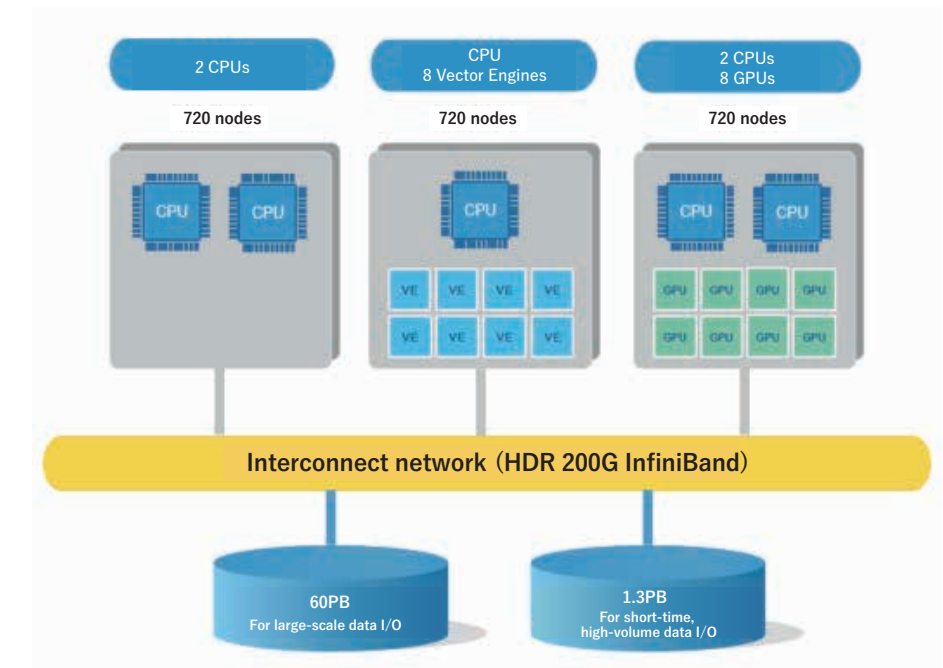 2 CPUs
CPU
8 Vector Engines
2 CPUs
8 GPUs
720 nodes
720 nodes
720 nodes
CPU CPU
CPU
CPU CPU
VE VE VE VE
VE VE VE VE
GPU GPU GPU GPU
GPU GPU GPU GPU
Interconnect network (HDR 200G InfiniBand)
60PB
For large-scale data I/O
1.3PB
For short-time,
high-volume data I/O